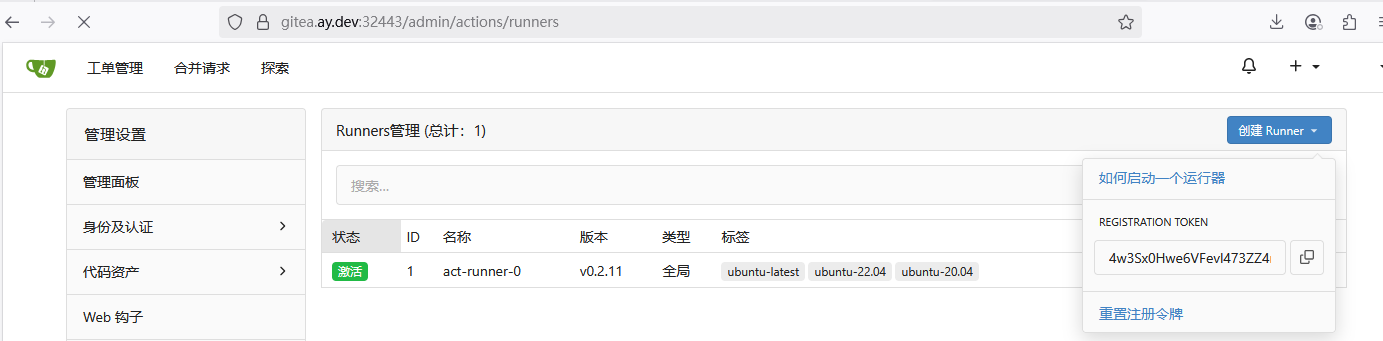 gitea.ay.dev:32443/admin/actions/runners
工单管理 合并请求 探索
管理设置
管理面板
身份及认证
代码资产
Web 钩子
Runners管理 (总计：1)
创建 Runner
搜索...
状态 ID 名称 版本 类型 标签
激活 1 act-runner-0 v0.2.11 全局 ubuntu-latest ubuntu-22.04 ubuntu-20.04
如何启动一个运行器
REGISTRATION TOKEN
重置注册令牌